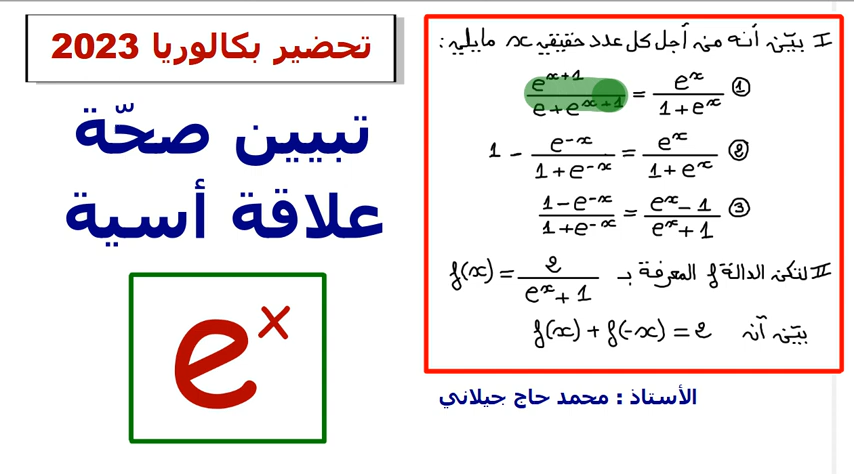 تحضير بكالوريا 2023
تبيين صحّة
علاقة أسية
e^x
I بيّن أنه من أجل كل عدد حقيقي x مايلي:
① e^(x+1) / (e + e^(x+1)) = e^x / (1 + e^x)
② 1 - e^(-x) / (1 + e^(-x)) = e^x / (1 + e^x)
③ (1 - e^(-x)) / (1 + e^(-x)) = (e^x - 1) / (e^x + 1)
II لتكن الدالة f المعرفة بـ f(x) = 2 / (e^x + 1)
بيّن أن f(x) + f(-x) = 2
الأستاذ : محمد حاج جيلاني